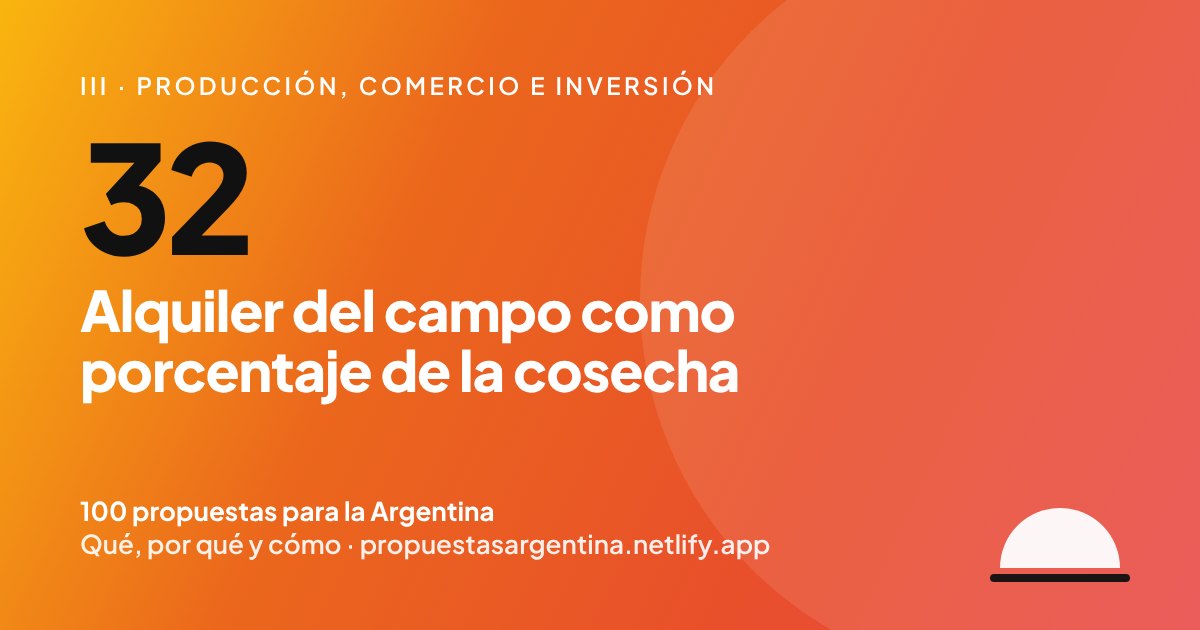 III · PRODUCCIÓN, COMERCIO E INVERSIÓN
32
Alquiler del campo como
porcentaje de la cosecha
100 propuestas para la Argentina
Qué, por qué y cómo · propuestasargentina.netlify.app